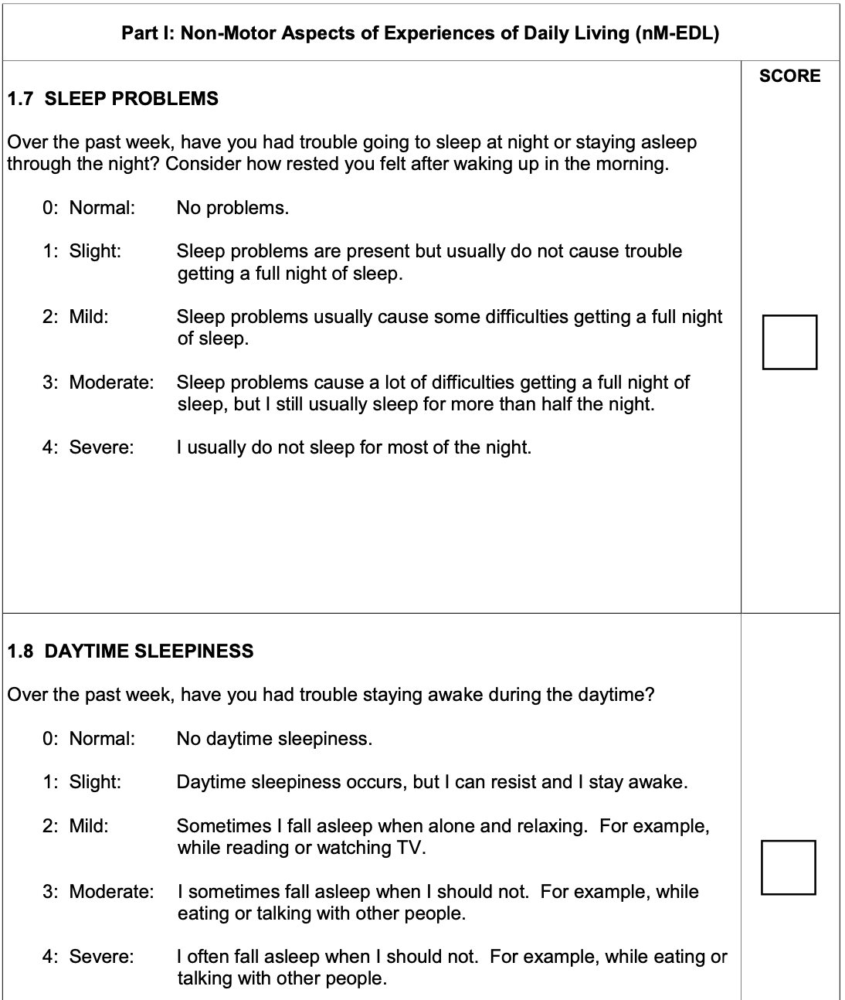 Part I: Non-Motor Aspects of Experiences of Daily Living (nM-EDL)
SCORE
1.7 SLEEP PROBLEMS
Over the past week, have you had trouble going to sleep at night or staying asleep
through the night? Consider how rested you felt after waking up in the morning.
0: Normal: No problems.
1: Slight: Sleep problems are present but usually do not cause trouble
getting a full night of sleep.
2: Mild: Sleep problems usually cause some difficulties getting a full night
of sleep.
3: Moderate: Sleep problems cause a lot of difficulties getting a full night of
sleep, but I still usually sleep for more than half the night.
4: Severe: I usually do not sleep for most of the night.
1.8 DAYTIME SLEEPINESS
Over the past week, have you had trouble staying awake during the daytime?
0: Normal: No daytime sleepiness.
1: Slight: Daytime sleepiness occurs, but I can resist and I stay awake.
2: Mild: Sometimes I fall asleep when alone and relaxing. For example,
while reading or watching TV.
3: Moderate: I sometimes fall asleep when I should not. For example, while
eating or talking with other people.
4: Severe: I often fall asleep when I should not. For example, while eating or
talking with other people.